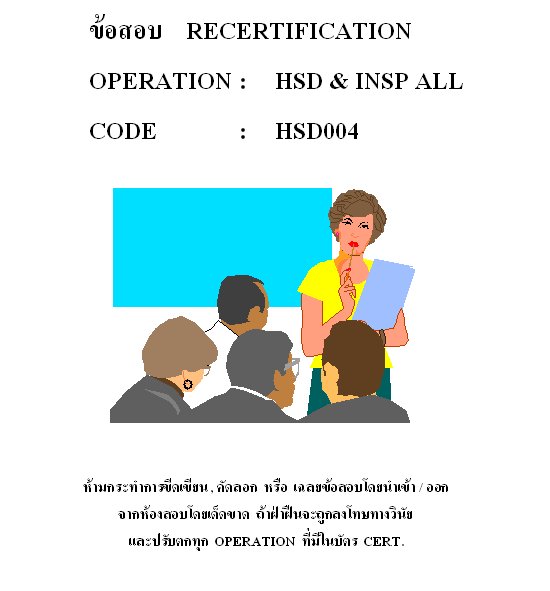 ข้อสอบ RECERTIFICATION
OPERATION : HSD & INSP ALL
CODE : HSD004
ห้ามกระทำการขีดเขียน, คัดลอก หรือ เฉลยข้อสอบโดยนำเข้า / ออก
จากห้องสอบโดยเด็ดขาด ถ้าฝ่าฝืนจะถูกลงโทษทางวินัย
และปรับตกทุก OPERATION ที่มีในบัตร CERT.